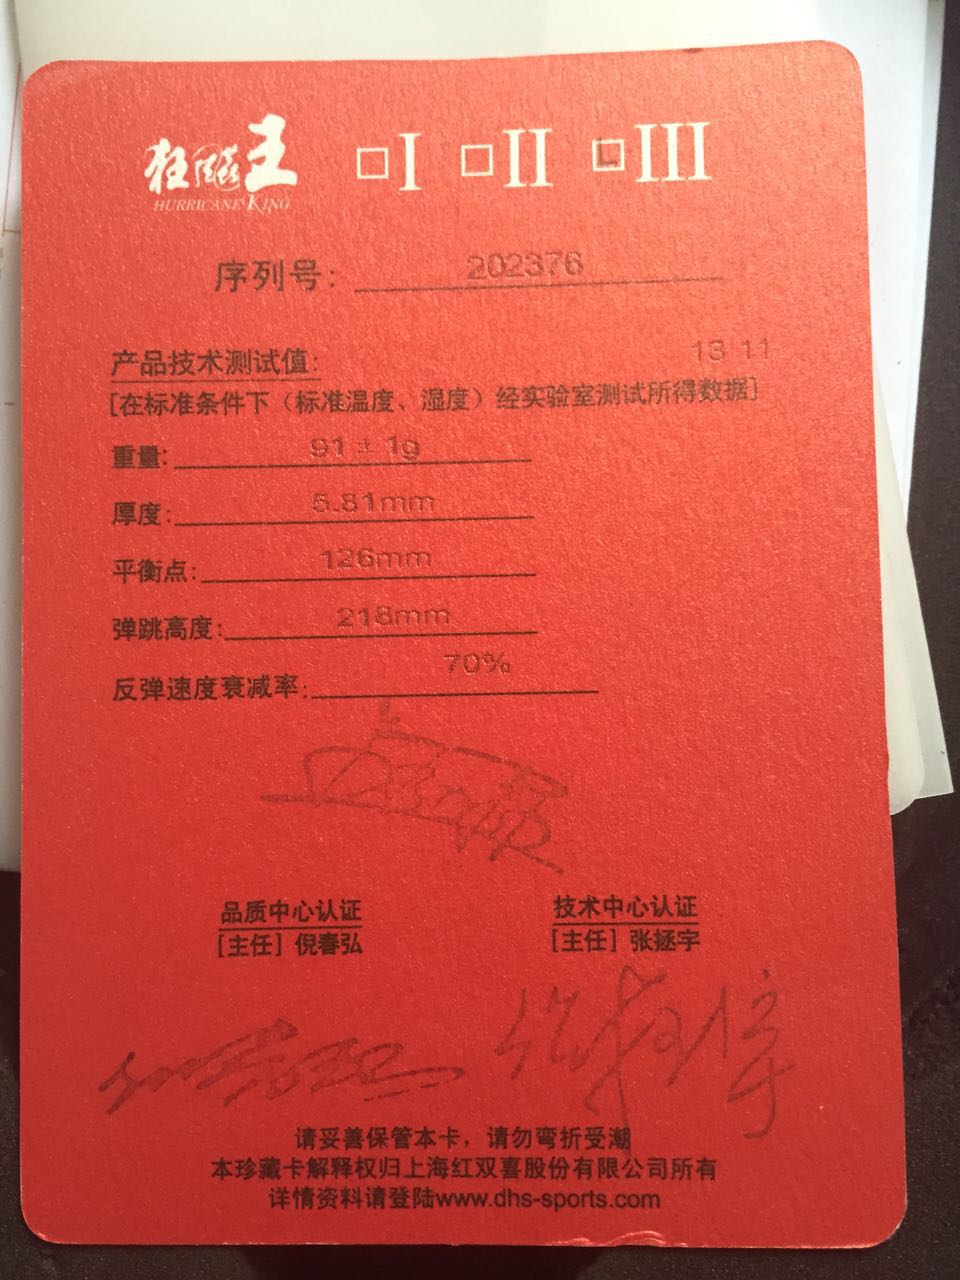 狂飚王 □I □II □III
HURRICANE KING
序列号: 202376
产品技术测试值: 13 11
[在标准条件下（标准温度、湿度）经实验室测试所得数据]
重量: 91 ± 1g
厚度: 5.81mm
平衡点: 126mm
弹跳高度: 218mm
反弹速度衰减率: 70%
品质中心认证
[主任] 倪春弘
技术中心认证
[主任] 张拯宇
请妥善保管本卡，请勿弯折受潮
本珍藏卡解释权归上海红双喜股份有限公司所有
详情资料请登陆www.dhs-sports.com